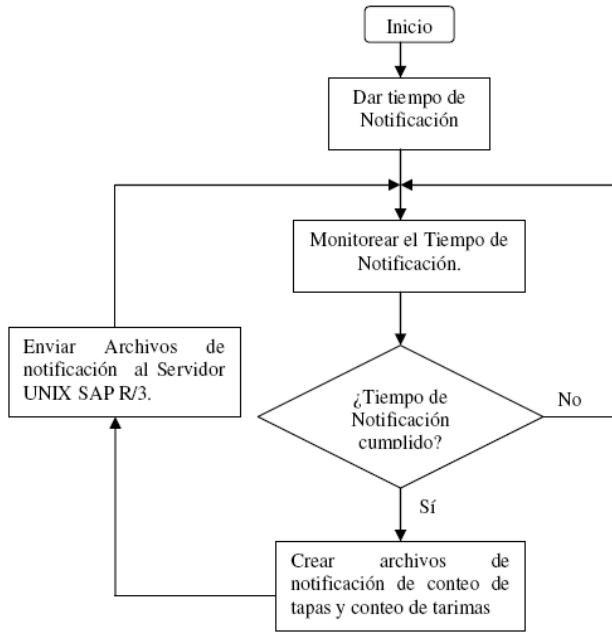 Inicio
Dar tiempo de
Notificación
Monitorear el Tiempo de
Notificación.
Enviar Archivos de
notificación al Servidor
UNIX SAP R/3.
¿Tiempo de
Notificación
cumplido?
No
Sí
Crear archivos de
notificación de conteo de
tapas y conteo de tarimas